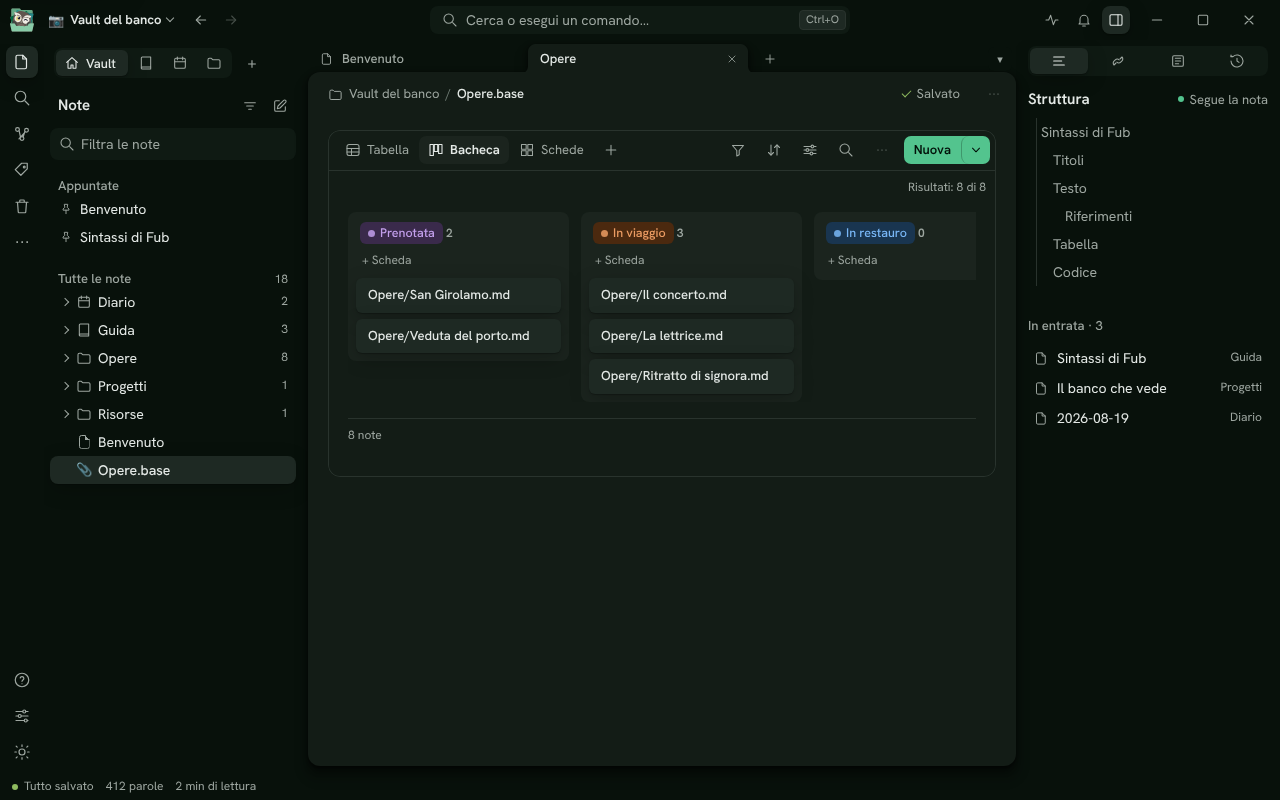 Vault del banco
Cerca o esegui un comando...
Ctrl+O
Vault
Note
Filtra le note
Appuntate
Benvenuto
Sintassi di Fub
Tutte le note 18
Diario 2
Guida 3
Opere 8
Progetti 1
Risorse 1
Benvenuto
Opere.base
Tutto salvato 412 parole 2 min di lettura
Benvenuto
Opere
Vault del banco / Opere.base
Salvato
Tabella
Bacheca
Schede
Nuova
Risultati: 8 di 8
Prenotata 2
+ Scheda
Opere/San Girolamo.md
Opere/Veduta del porto.md
In viaggio 3
+ Scheda
Opere/Il concerto.md
Opere/La lettrice.md
Opere/Ritratto di signora.md
In restauro 0
+ Scheda
8 note
Struttura
Segue la nota
Sintassi di Fub
Titoli
Testo
Riferimenti
Tabella
Codice
In entrata · 3
Sintassi di Fub Guida
Il banco che vede Progetti
2026-08-19 Diario